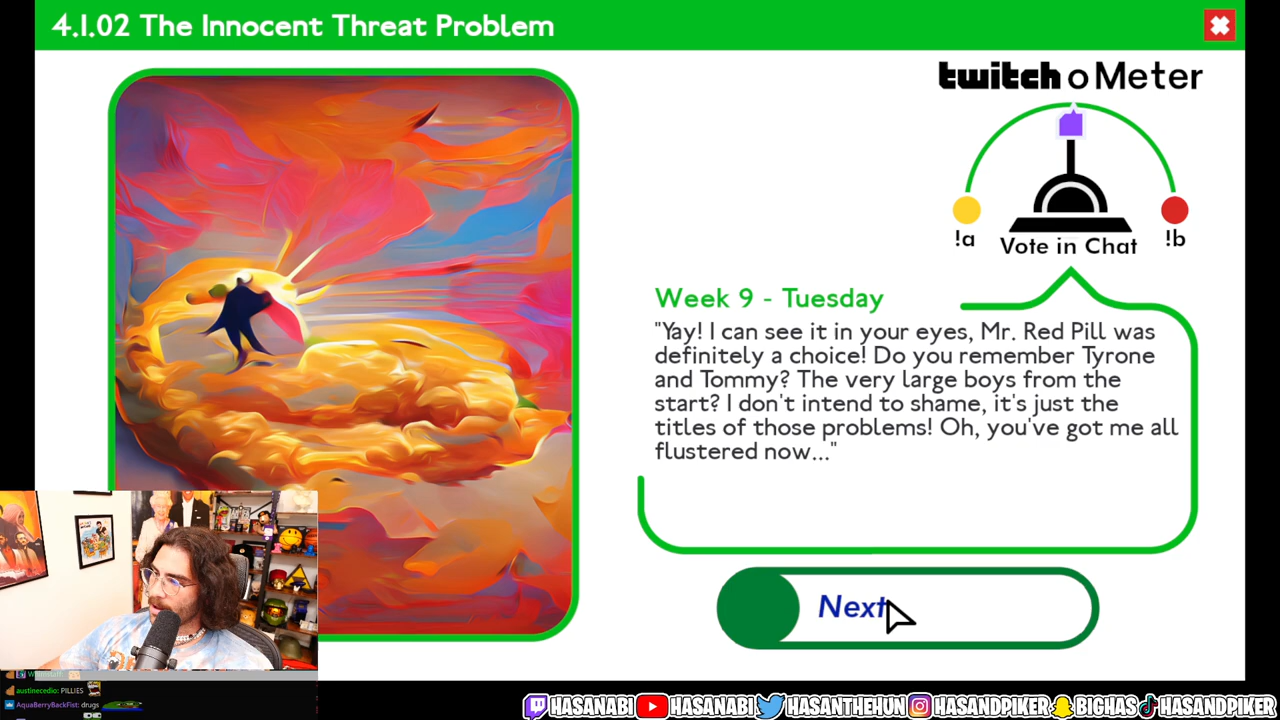 4.1.02 The Innocent Threat Problem
twitch o Meter
!a
Vote in Chat
!b
Week 9 - Tuesday
"Yay! I can see it in your eyes, Mr. Red Pill was
definitely a choice! Do you remember Tyrone
and Tommy? The very large boys from the
start? I don't intend to shame, it's just the
titles of those problems! Oh, you've got me all
flustered now..."
Next
austinecedio: PILLIES
AquaBerryBackFist: drugs
HASANABI HASANABI HASANTHEHUN HASANDPIKER BIGHAS HASANDPIKER